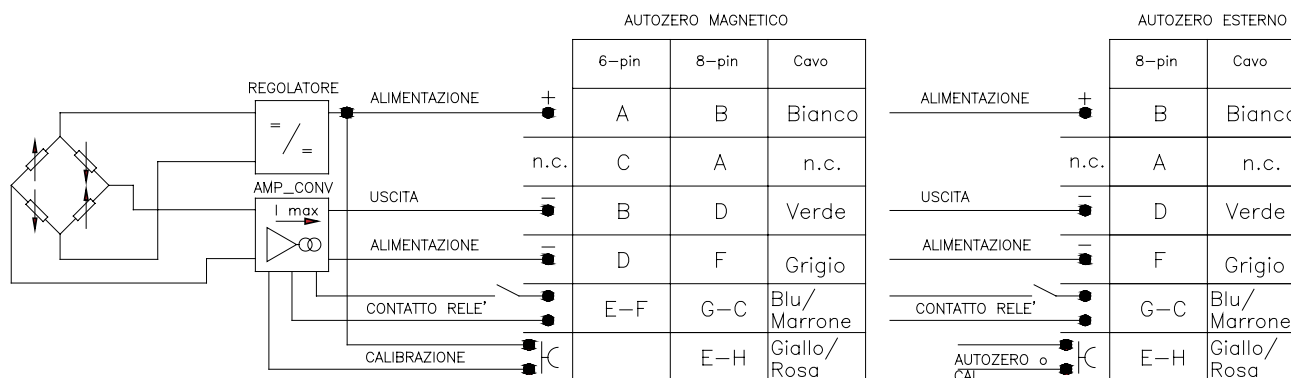 AUTOZERO MAGNETICO
AUTOZERO ESTERNO
6-pin 8-pin Cavo
8-pin Cavo
REGOLATORE
= / =
ALIMENTAZIONE + A B Bianco
ALIMENTAZIONE + B Bianco
n.c. C A n.c.
n.c. A n.c.
AMP_CONV
I max
USCITA - B D Verde
USCITA - D Verde
ALIMENTAZIONE - D F Grigio
ALIMENTAZIONE - F Grigio
CONTATTO RELE' E-F G-C Blu/
Marrone
CONTATTO RELE' G-C Blu/
Marrone
CALIBRAZIONE E-H Giallo/
Rosa
AUTOZERO o
CAL
E-H Giallo/
Rosa